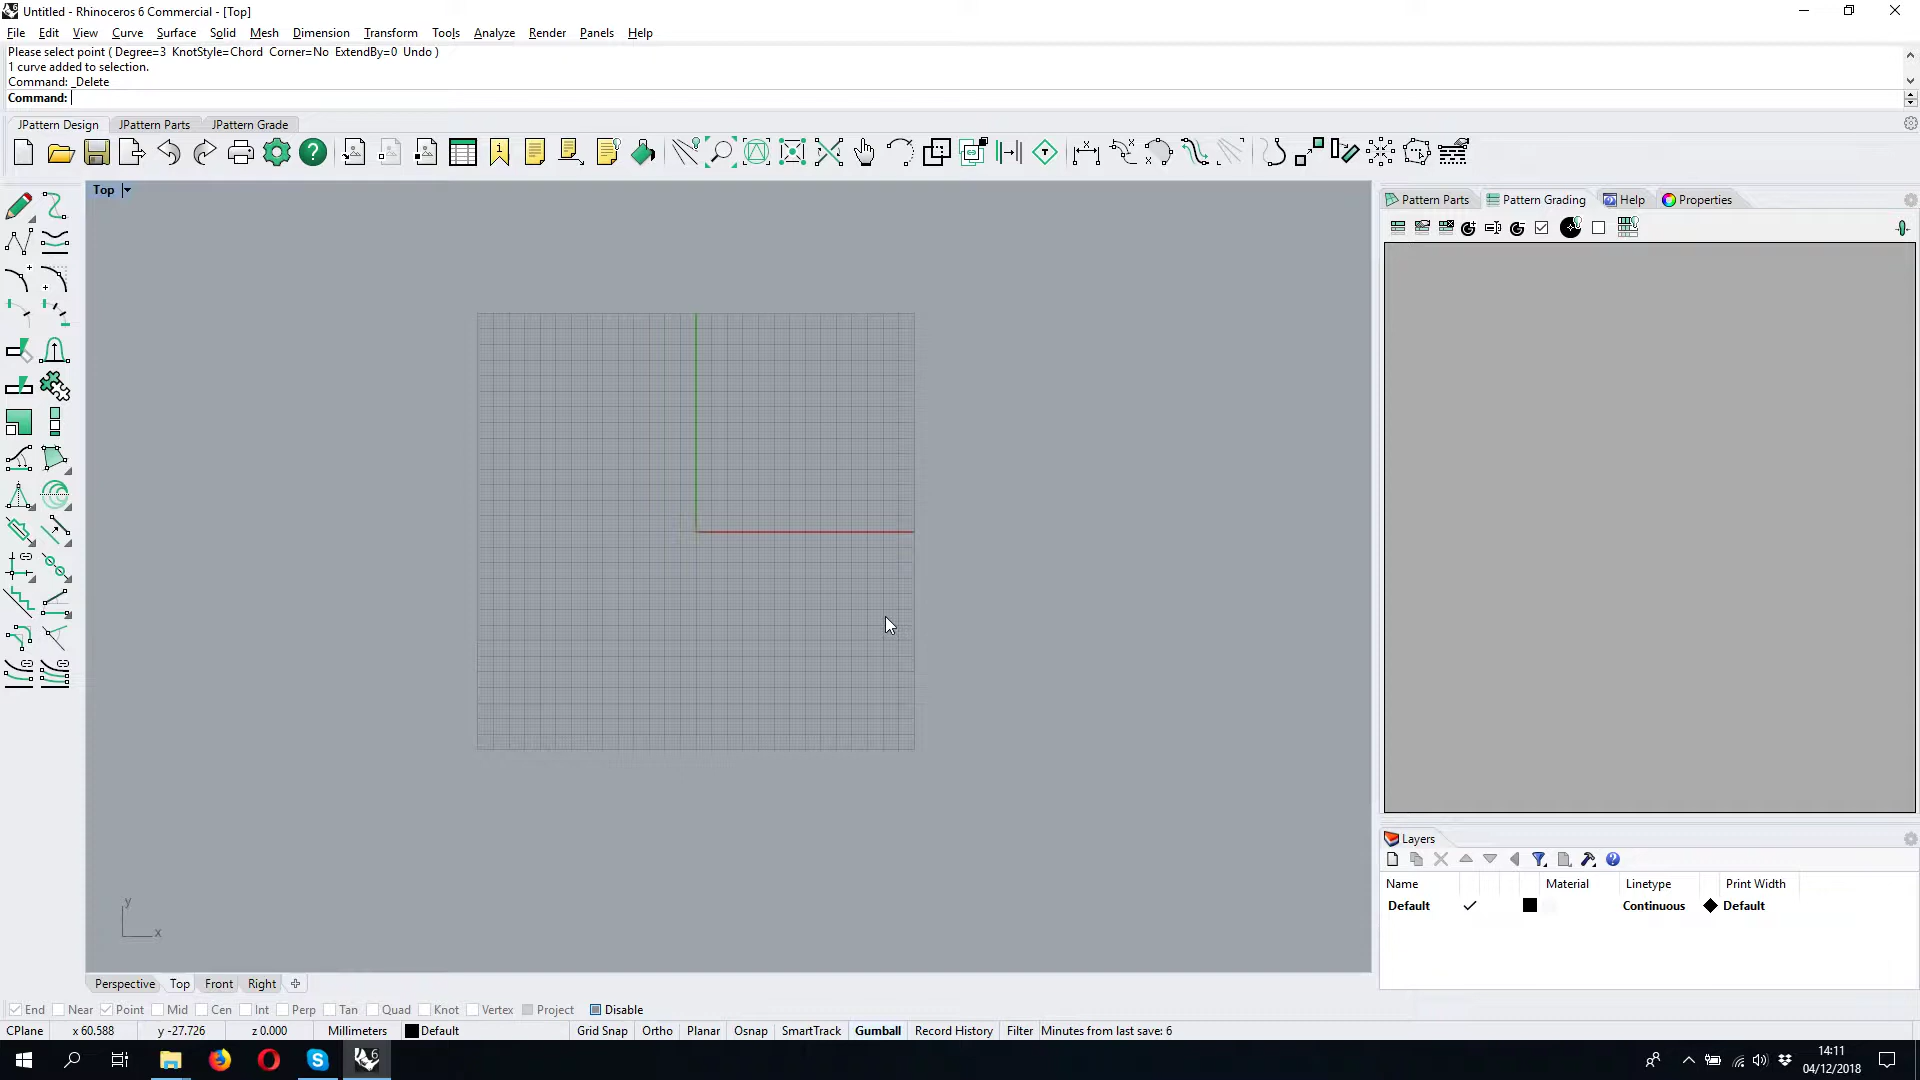 Untitled - Rhinoceros 6 Commercial - [Top]
File Edit View Curve Surface Solid Mesh Dimension Transform Tools Analyze Render Panels Help
Please select point ( Degree=3 KnotStyle=Chord Corner=No ExtendBy=0 Undo )
1 curve added to selection.
Command: _Delete
Command:
JPattern Design JPattern Parts JPattern Grade
Top
Pattern Parts Pattern Grading Help Properties
Layers
Name Material Linetype Print Width
Default Continuous Default
y
x
Perspective Top Front Right
End Near Point Mid Cen Int Perp Tan Quad Knot Vertex Project Disable
CPlane x 60.588 y -27.726 z 0.000 Millimeters Default Grid Snap Ortho Planar Osnap SmartTrack Gumball Record History Filter Minutes from last save: 6
14:11
04/12/2018